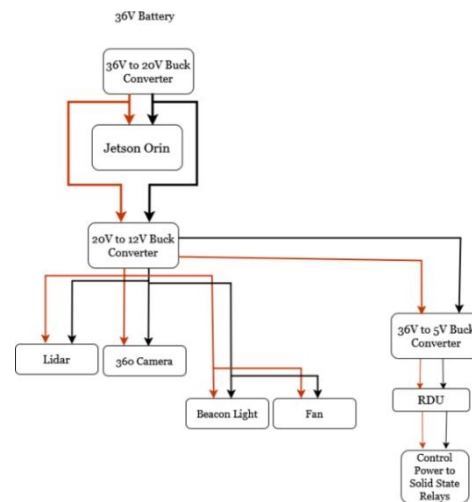 36V Battery
36V to 20V Buck
Converter
Jetson Orin
20V to 12V Buck
Converter
36V to 5V Buck
Converter
Lidar
360 Camera
RDU
Beacon Light
Fan
Control
Power to
Solid State
Relays